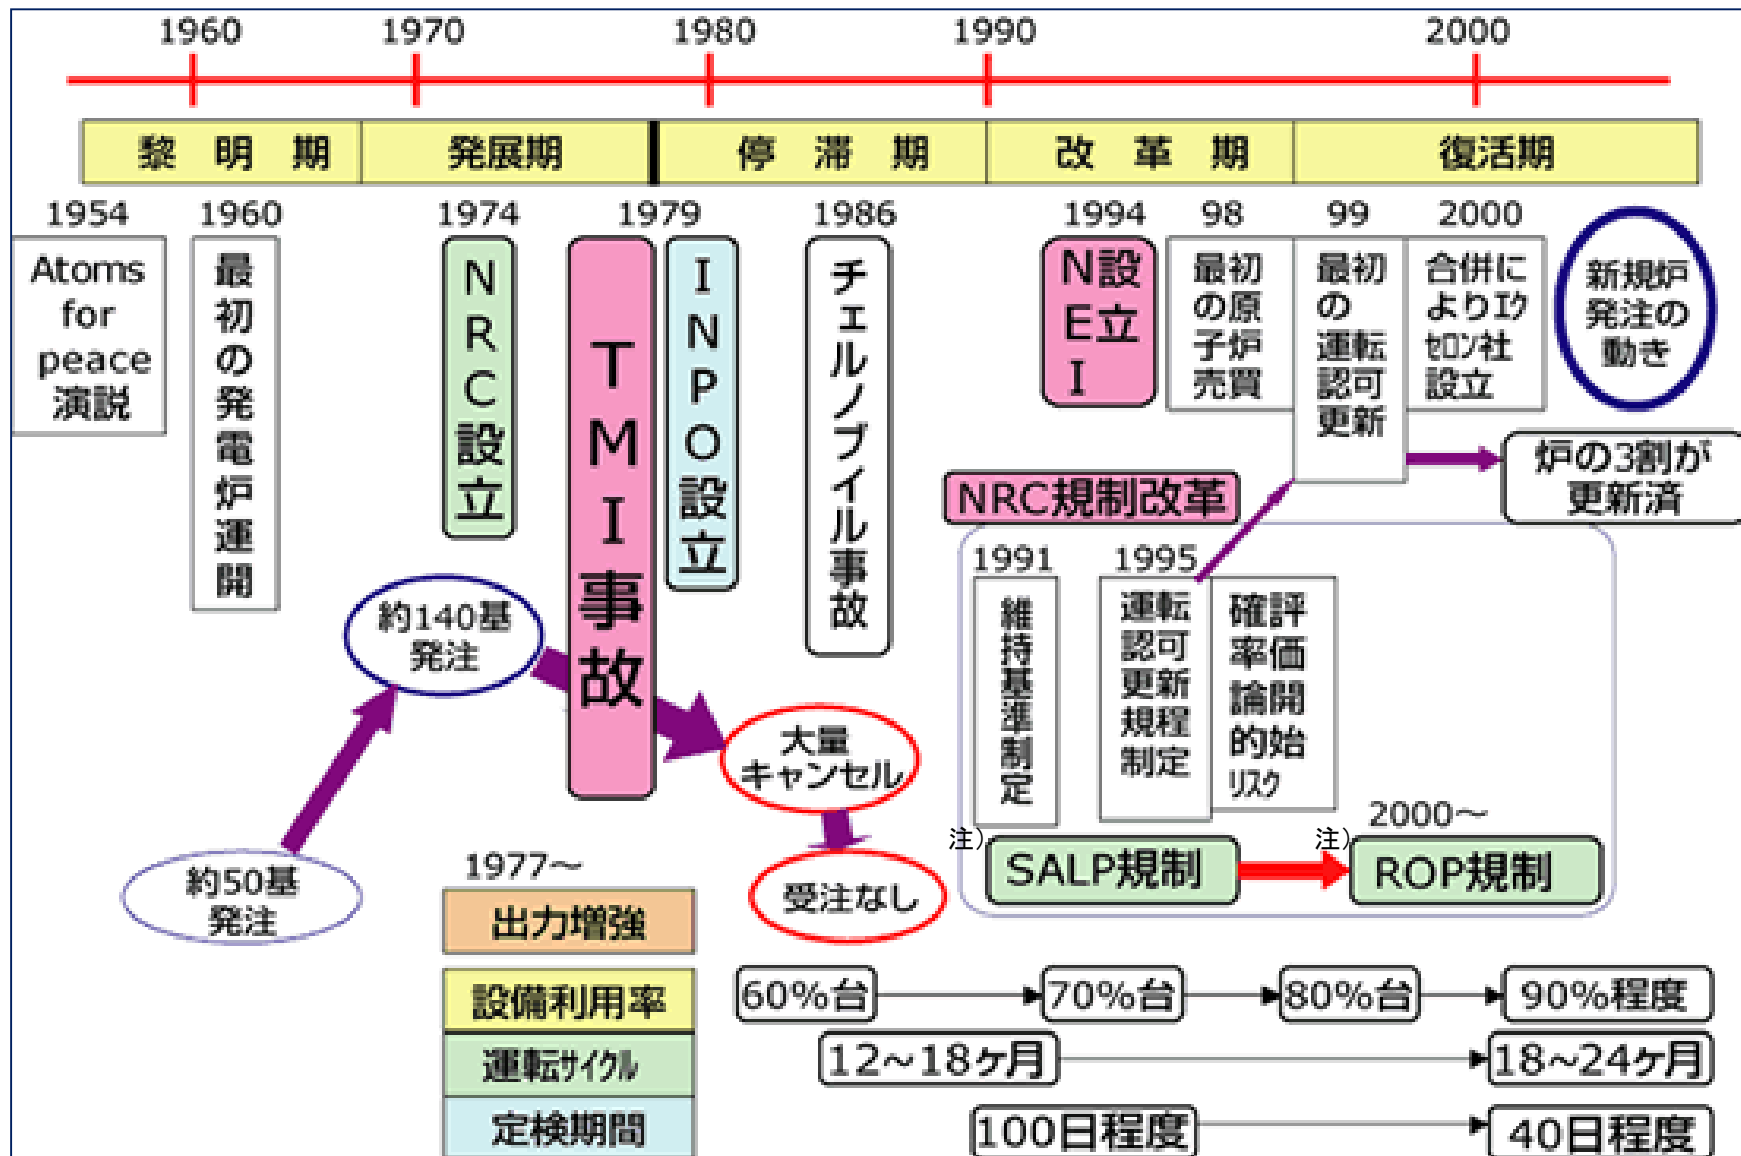 1960
1970
1980
1990
2000
黎明期
発展期
停滞期
改革期
復活期
1954
1960
1974
1979
1986
1994
98
99
2000
Atoms
for
peace
演説
最初の発電炉運開
NRC設立
TMI事故
INPO設立
チェルノブイル事故
NEI
設立
最初
の原
子炉
売買
最初
の
運転
認可
更新
合併に
よりｴｸ
ｾﾛﾝ社
設立
新規炉
発注の
動き
炉の3割が
更新済
NRC規制改革
1991
1995
維持基準制定
運転
認可
更新
規程
制定
確率論的ﾘｽｸ
評価開始
約140基
発注
約50基
発注
大量
キャンセル
受注なし
注)
SALP規制
注)
2000～
ROP規制
1977～
出力増強
設備利用率
60%台
70%台
80%台
90%程度
運転ｻｲｸﾙ
12～18ヶ月
18～24ヶ月
定検期間
100日程度
40日程度